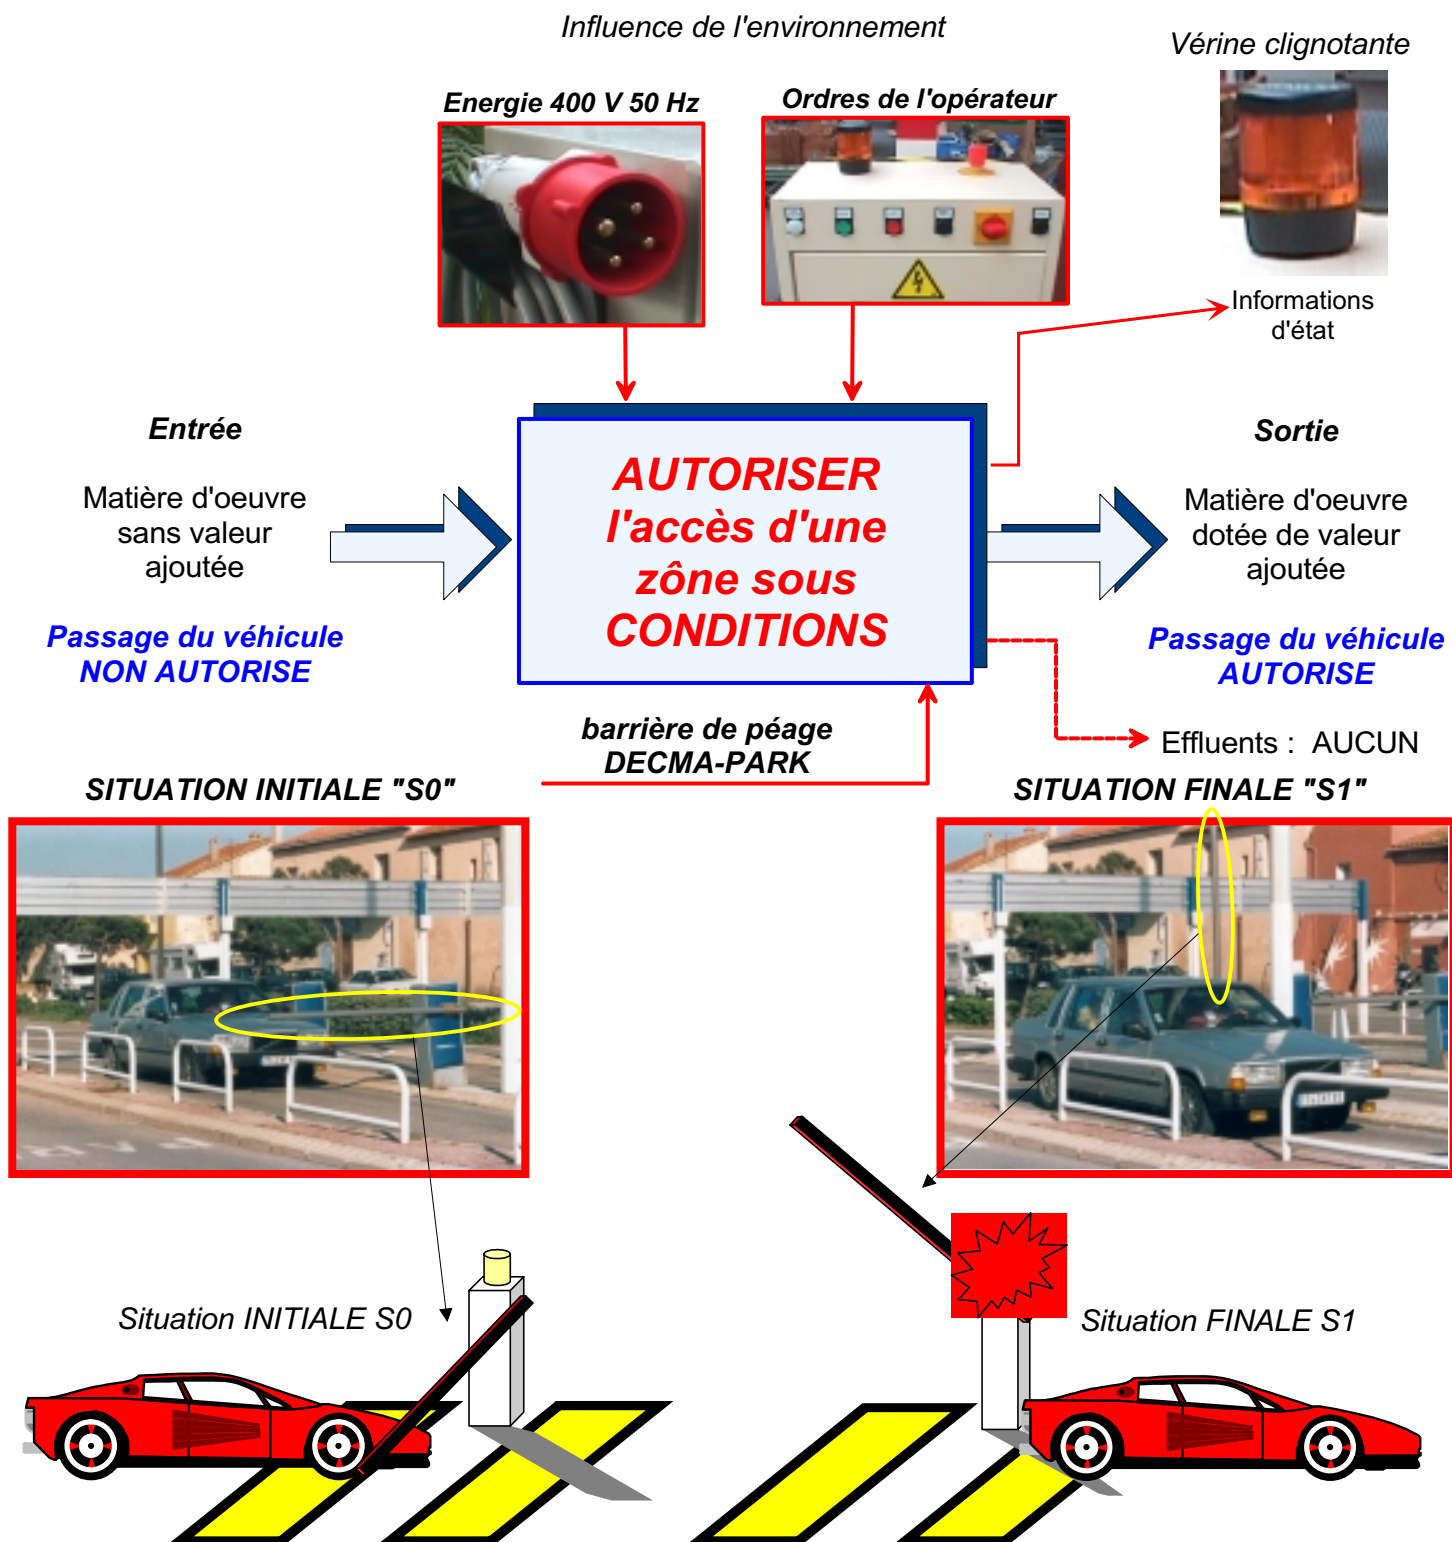 Influence de l'environnement
Vérine clignotante
Energie 400 V 50 Hz
Ordres de l'opérateur
Informations
d'état
Entrée
Matière d'oeuvre
sans valeur
ajoutée
Passage du véhicule
NON AUTORISE
AUTORISER
l'accès d'une
zône sous
CONDITIONS
Sortie
Matière d'oeuvre
dotée de valeur
ajoutée
Passage du véhicule
AUTORISE
barrière de péage
DECMA-PARK
Effluents : AUCUN
SITUATION INITIALE "S0"
SITUATION FINALE "S1"
Situation INITIALE S0
Situation FINALE S1